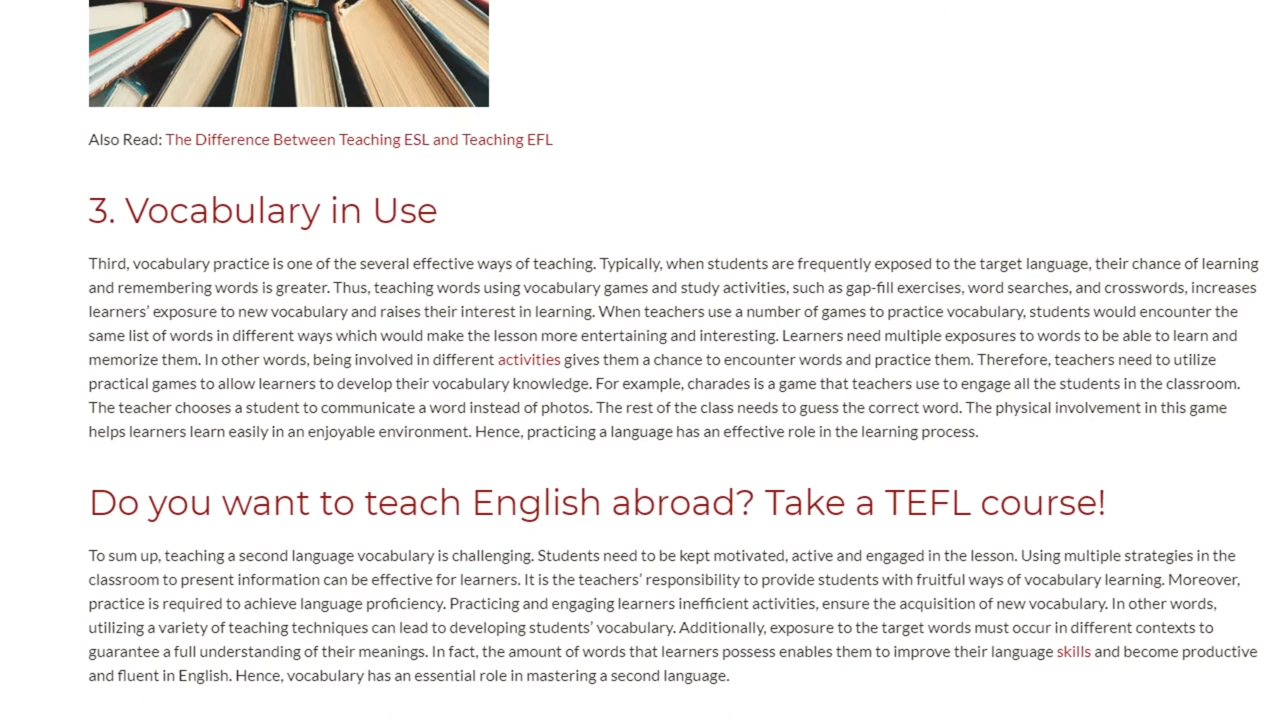 Also Read: The Difference Between Teaching ESL and Teaching EFL
3. Vocabulary in Use
Third, vocabulary practice is one of the several effective ways of teaching. Typically, when students are frequently exposed to the target language, their chance of learning
and remembering words is greater. Thus, teaching words using vocabulary games and study activities, such as gap-fill exercises, word searches, and crosswords, increases
learners’ exposure to new vocabulary and raises their interest in learning. When teachers use a number of games to practice vocabulary, students would encounter the
same list of words in different ways which would make the lesson more entertaining and interesting. Learners need multiple exposures to words to be able to learn and
memorize them. In other words, being involved in different activities gives them a chance to encounter words and practice them. Therefore, teachers need to utilize
practical games to allow learners to develop their vocabulary knowledge. For example, charades is a game that teachers use to engage all the students in the classroom.
The teacher chooses a student to communicate a word instead of photos. The rest of the class needs to guess the correct word. The physical involvement in this game
helps learners learn easily in an enjoyable environment. Hence, practicing a language has an effective role in the learning process.
Do you want to teach English abroad? Take a TEFL course!
To sum up, teaching a second language vocabulary is challenging. Students need to be kept motivated, active and engaged in the lesson. Using multiple strategies in the
classroom to present information can be effective for learners. It is the teachers’ responsibility to provide students with fruitful ways of vocabulary learning. Moreover,
practice is required to achieve language proficiency. Practicing and engaging learners inefficient activities, ensure the acquisition of new vocabulary. In other words,
utilizing a variety of teaching techniques can lead to developing students’ vocabulary. Additionally, exposure to the target words must occur in different contexts to
guarantee a full understanding of their meanings. In fact, the amount of words that learners possess enables them to improve their language skills and become productive
and fluent in English. Hence, vocabulary has an essential role in mastering a second language.